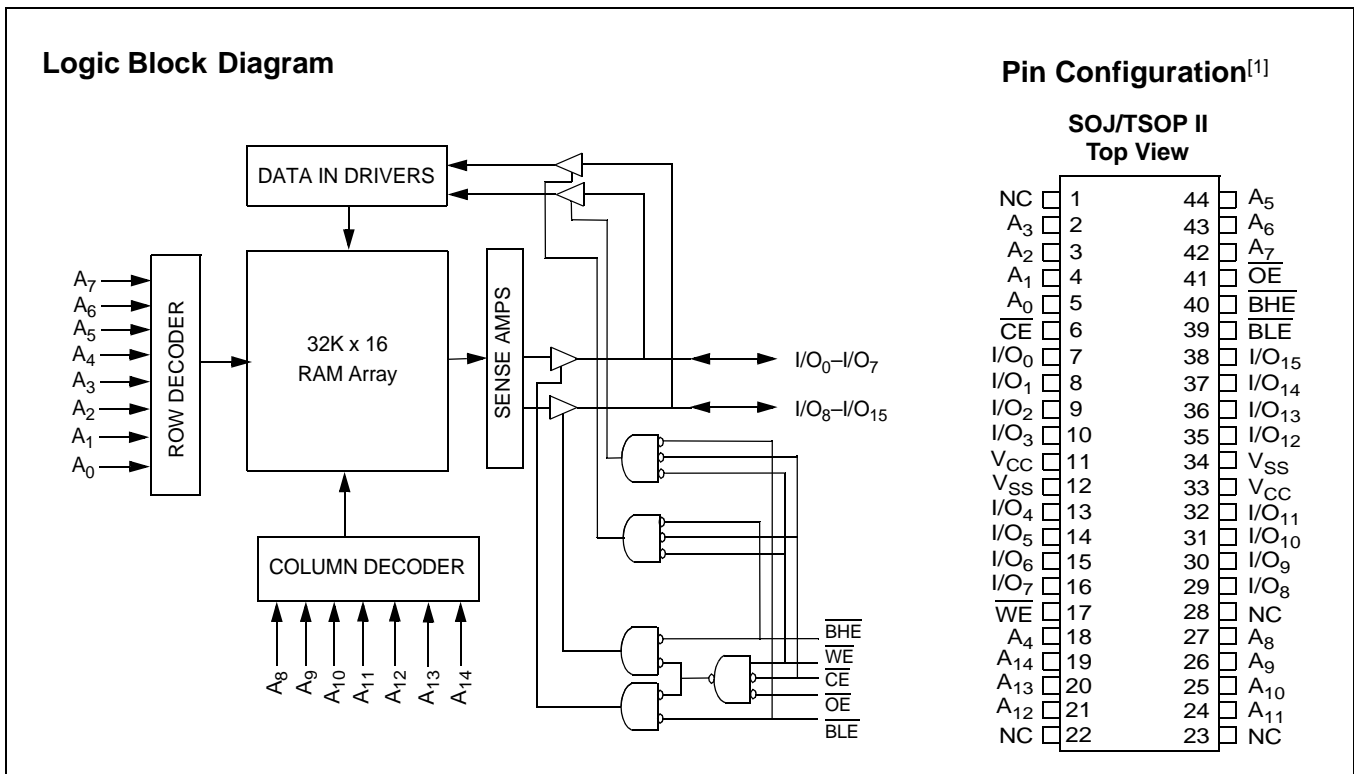 Logic Block Diagram
DATA IN DRIVERS
A7
A6
A5
A4
A3
A2
A1
A0
ROW DECODER
32K x 16
RAM Array
SENSE AMPS
I/O0–I/O7
I/O8–I/O15
COLUMN DECODER
A8
A9
A10
A11
A12
A13
A14
BHE
WE
CE
OE
BLE
Pin Configuration[1]
SOJ/TSOP II
Top View
NC 1 44 A5
A3 2 43 A6
A2 3 42 A7
A1 4 41 OE
A0 5 40 BHE
CE 6 39 BLE
I/O0 7 38 I/O15
I/O1 8 37 I/O14
I/O2 9 36 I/O13
I/O3 10 35 I/O12
VCC 11 34 VSS
VSS 12 33 VCC
I/O4 13 32 I/O11
I/O5 14 31 I/O10
I/O6 15 30 I/O9
I/O7 16 29 I/O8
WE 17 28 NC
A4 18 27 A8
A14 19 26 A9
A13 20 25 A10
A12 21 24 A11
NC 22 23 NC